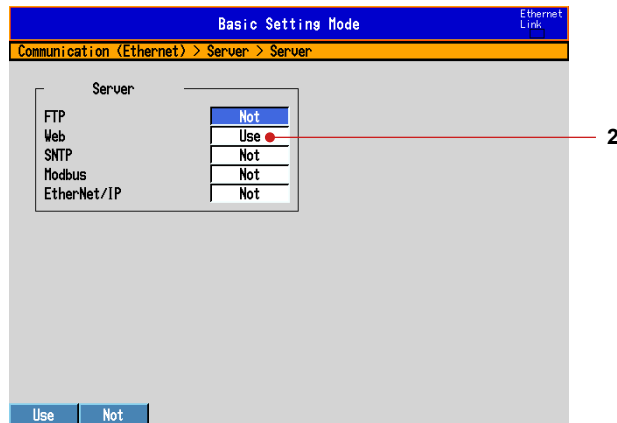 Basic Setting Mode
Ethernet
Link
Communication (Ethernet) > Server > Server
Server
FTP Not
Web Use
SNTP Not
Modbus Not
EtherNet/IP Not
2
Use Not